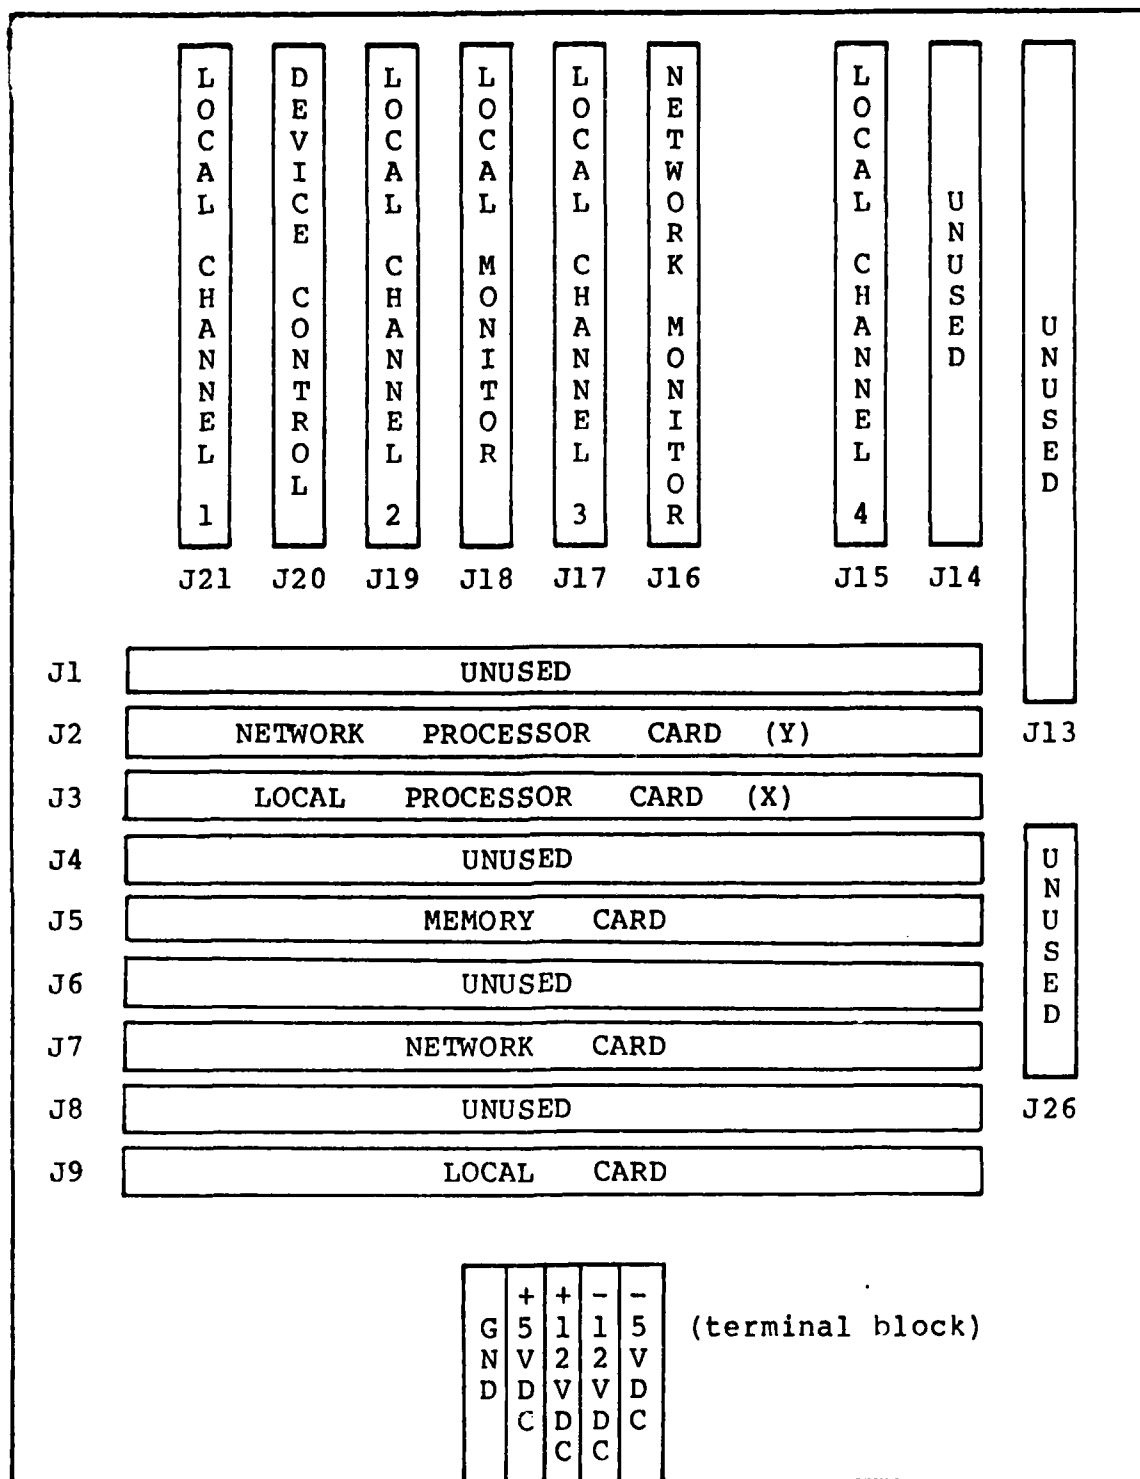 LOCAL CHANNEL 1
DEVICE CONTROL
LOCAL CHANNEL 2
LOCAL MONITOR
LOCAL CHANNEL 3
NETWORK MONITOR
LOCAL CHANNEL 4
UNUSED
UNUSED
J21 J20 J19 J18 J17 J16 J15 J14
J13
J1 UNUSED
J2 NETWORK PROCESSOR CARD (Y)
J3 LOCAL PROCESSOR CARD (X)
J4 UNUSED
J5 MEMORY CARD
J6 UNUSED
J7 NETWORK CARD
J8 UNUSED
J9 LOCAL CARD
UNUSED
J26
GND
+5VDC
+12VDC
-12VDC
-5VDC
(terminal block)